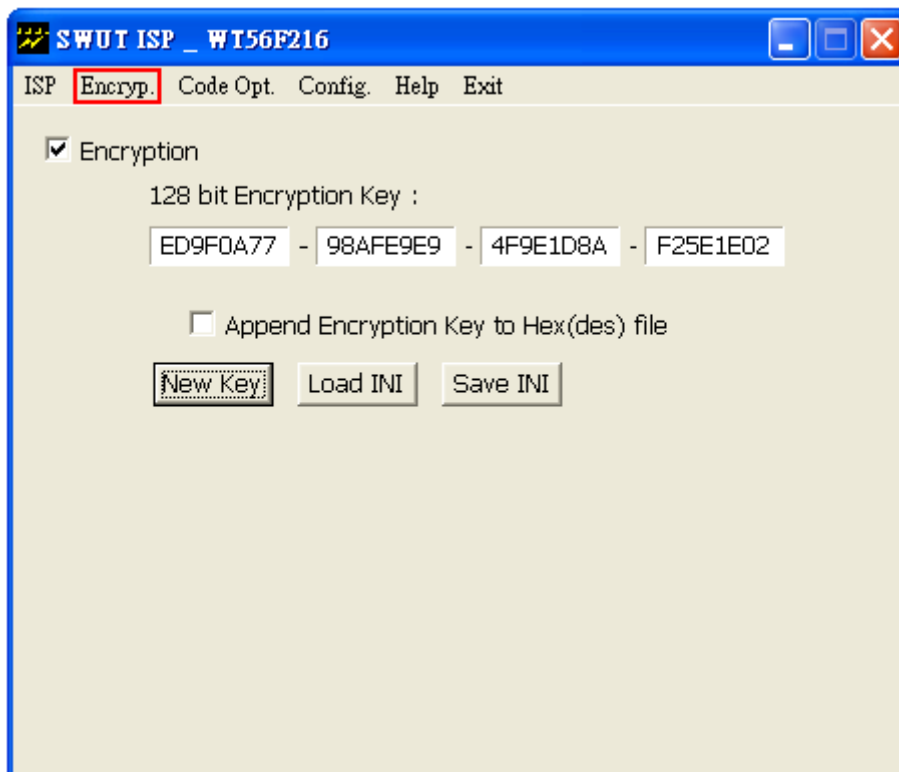 SWUT ISP _ WT56F216
ISP Encryp. Code Opt. Config. Help Exit
Encryption
128 bit Encryption Key :
ED9F0A77 - 98AFE9E9 - 4F9E1D8A - F25E1E02
Append Encryption Key to Hex(des) file
New Key Load INI Save INI